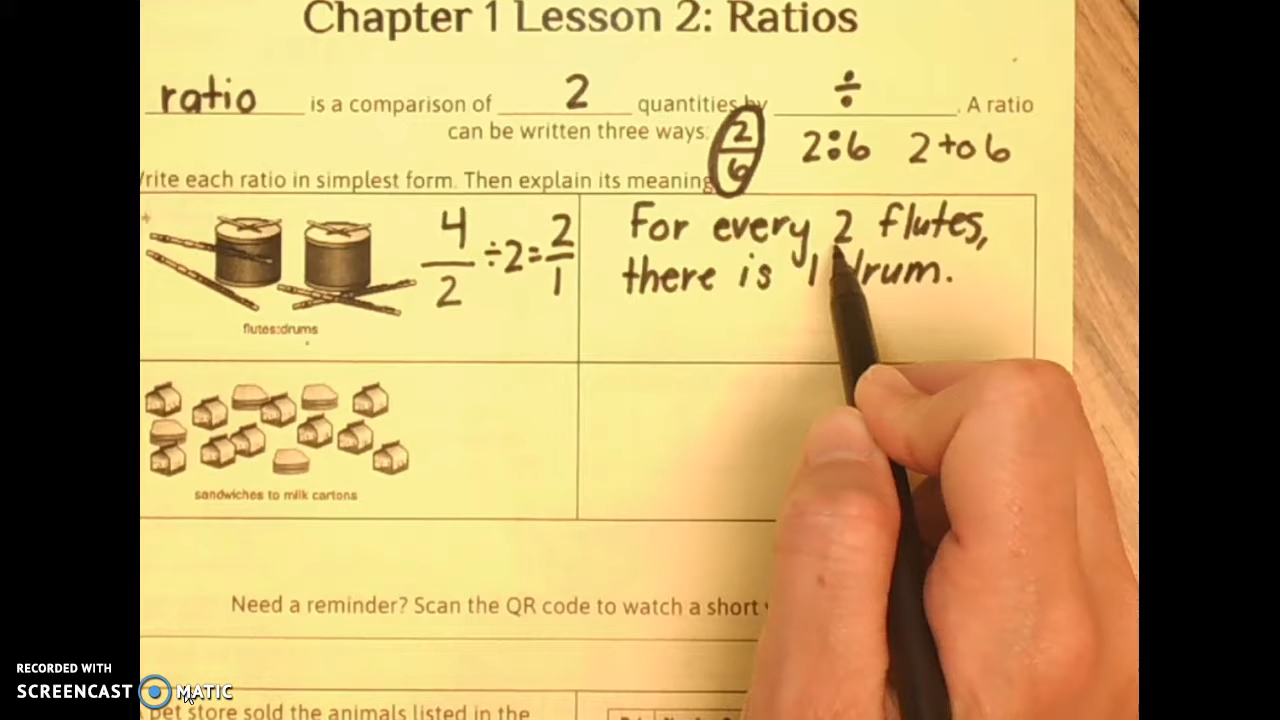 Chapter 1 Lesson 2: Ratios
ratio is a comparison of 2 quantities by ÷. A ratio
can be written three ways: 2/6 2:6 2 to 6
Write each ratio in simplest form. Then explain its meaning
4/2 ÷2=2/1
For every 2 flutes,
there is 1 drum.
flutes:drums
sandwiches to milk cartons
Need a reminder? Scan the QR code to watch a short
pet store sold the animals listed in the
RECORDED WITH
SCREENCAST MATIC